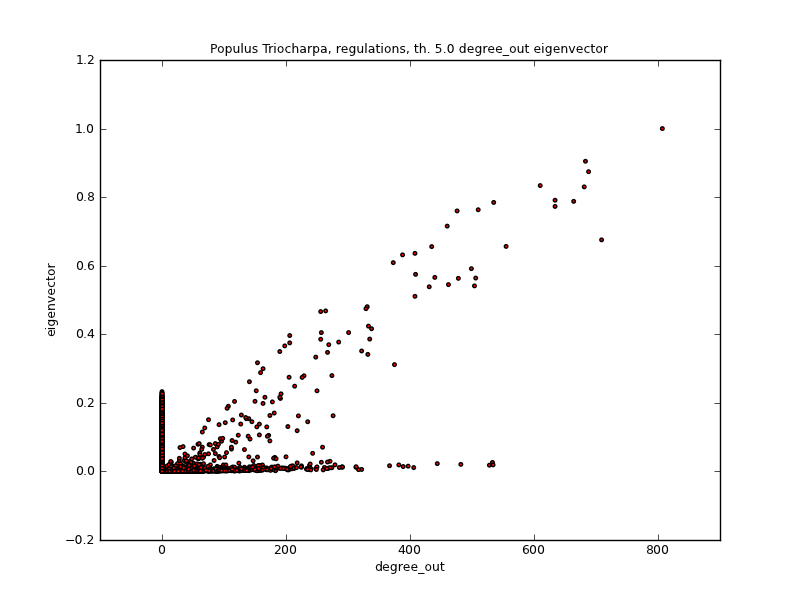 Populus Triocharpa, regulations, th. 5.0 degree_out eigenvector
1.2
1.0
0.8
0.6
0.4
0.2
0.0
−0.2
eigenvector
0 200 400 600 800
degree_out